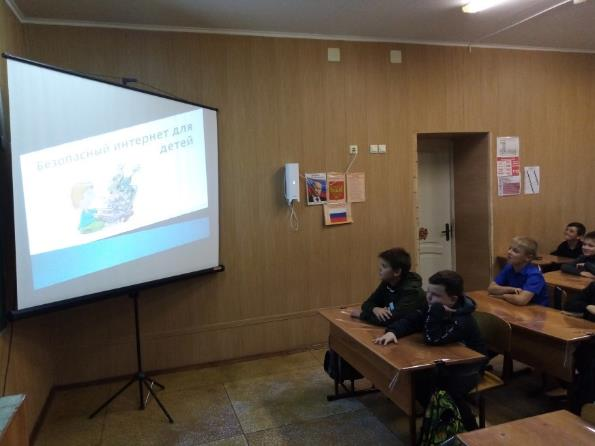 Безопасный интернет для
детей